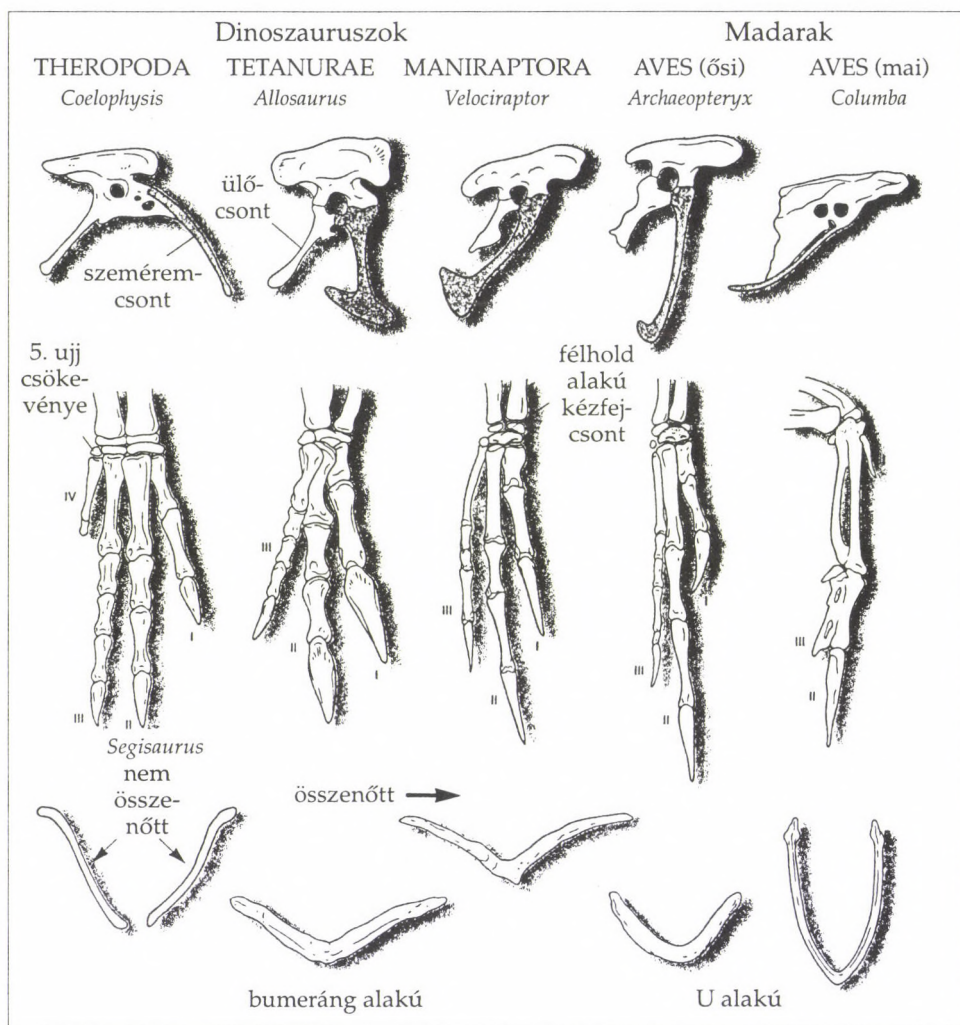 Dinoszauruszok
Madarak
THEROPODA
TETANURAE
MANIRAPTORA
AVES (ősi)
AVES (mai)
Coelophysis
Allosaurus
Velociraptor
Archaeopteryx
Columba
ülő-
csont
szemérem-
csont
5. ujj
csöke-
vénye
félhold
alakú
kézfej-
csont
IV
III
II
I
III
II
I
III
II
I
III
II
I
III
II
Segisaurus
nem
össze-
nőtt
összenőtt
bumeráng alakú
U alakú